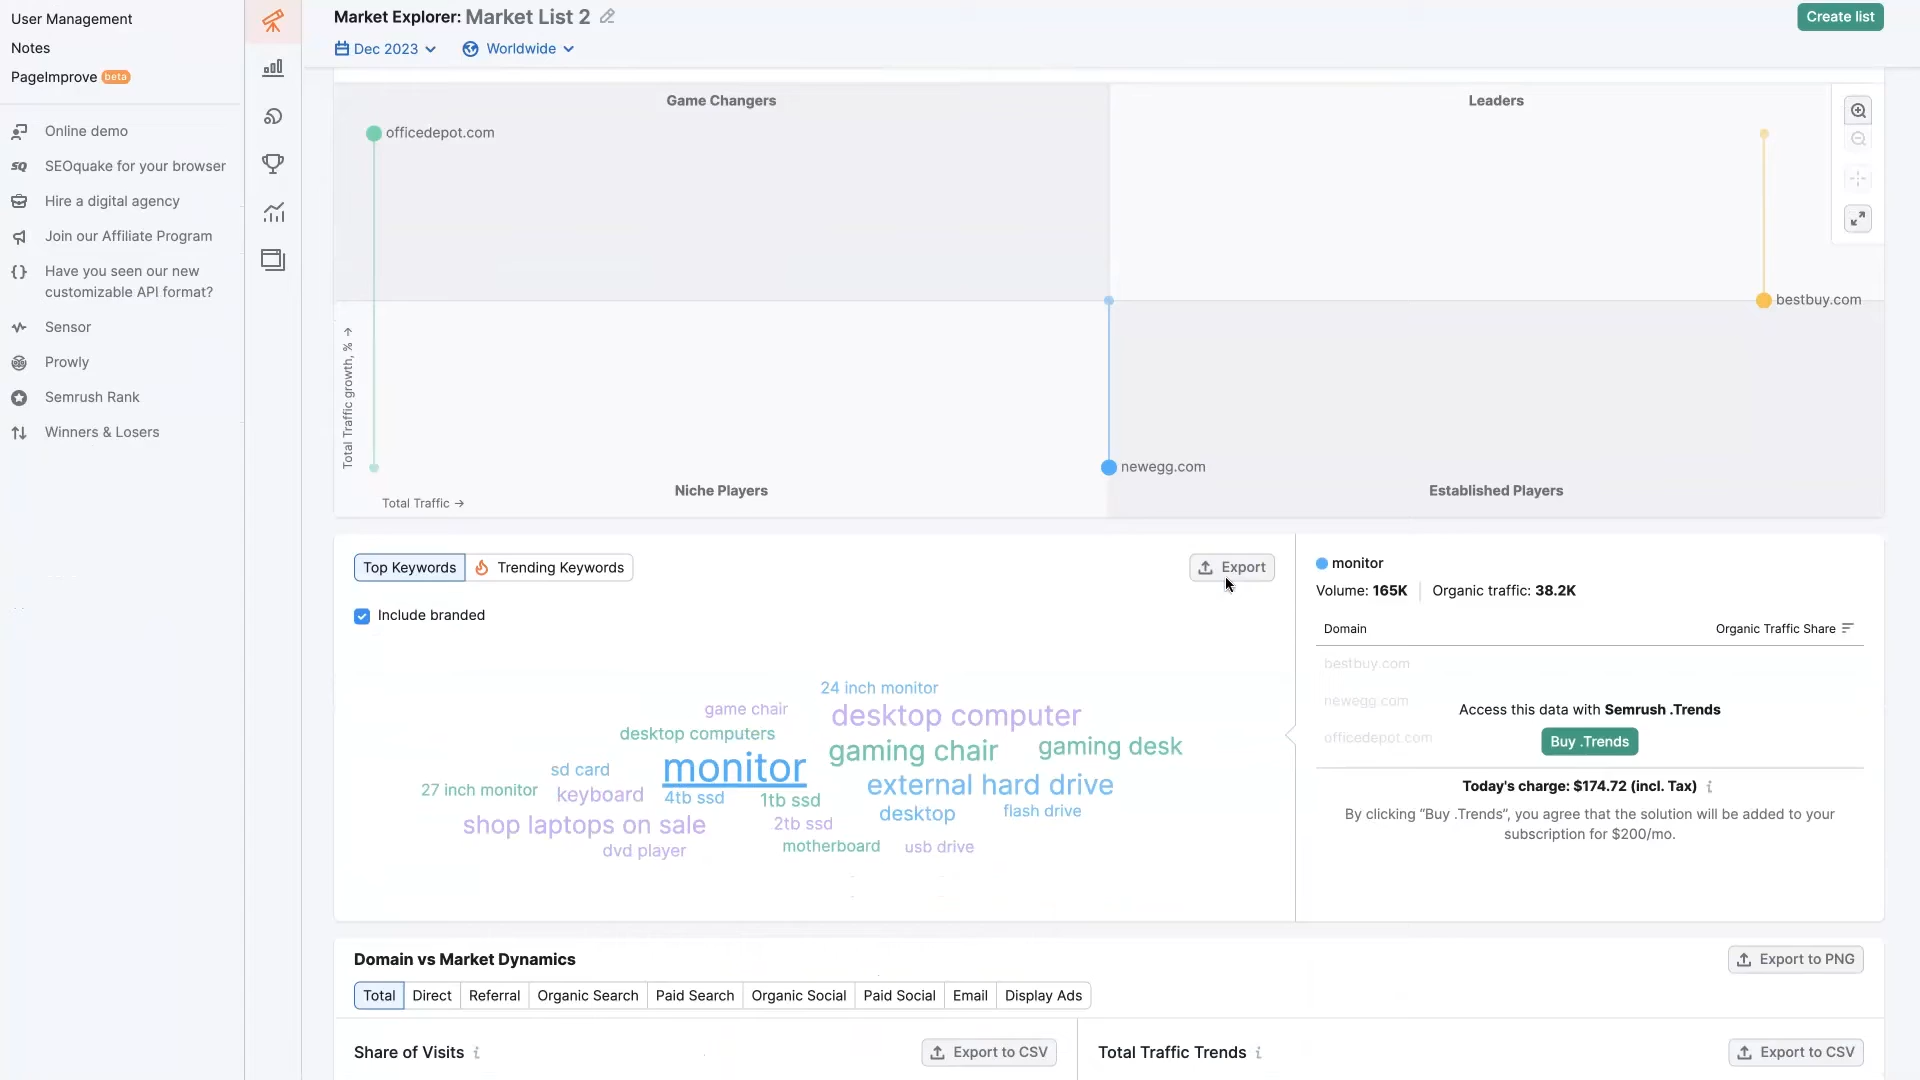 User Management
Notes
PageImprove beta
Online demo
SEOquake for your browser
Hire a digital agency
Join our Affiliate Program
Have you seen our new
customizable API format?
Sensor
Prowly
Semrush Rank
Winners & Losers
Market Explorer: Market List 2
Create list
Dec 2023
Worldwide
Game Changers
Leaders
officedepot.com
bestbuy.com
Total Traffic growth, % →
newegg.com
Niche Players
Established Players
Total Traffic →
Top Keywords
Trending Keywords
Export
Include branded
24 inch monitor
game chair
desktop computer
desktop computers
gaming chair
gaming desk
monitor
sd card
external hard drive
27 inch monitor
keyboard
4tb ssd
1tb ssd
desktop
flash drive
shop laptops on sale
2tb ssd
dvd player
motherboard
usb drive
monitor
Volume: 165K
Organic traffic: 38.2K
Domain
Organic Traffic Share
bestbuy.com
newegg.com
officedepot.com
Access this data with Semrush .Trends
Buy .Trends
Today's charge: $174.72 (incl. Tax) i
By clicking "Buy .Trends", you agree that the solution will be added to your
subscription for $200/mo.
Domain vs Market Dynamics
Export to PNG
Total
Direct
Referral
Organic Search
Paid Search
Organic Social
Paid Social
Email
Display Ads
Share of Visits i
Export to CSV
Total Traffic Trends i
Export to CSV